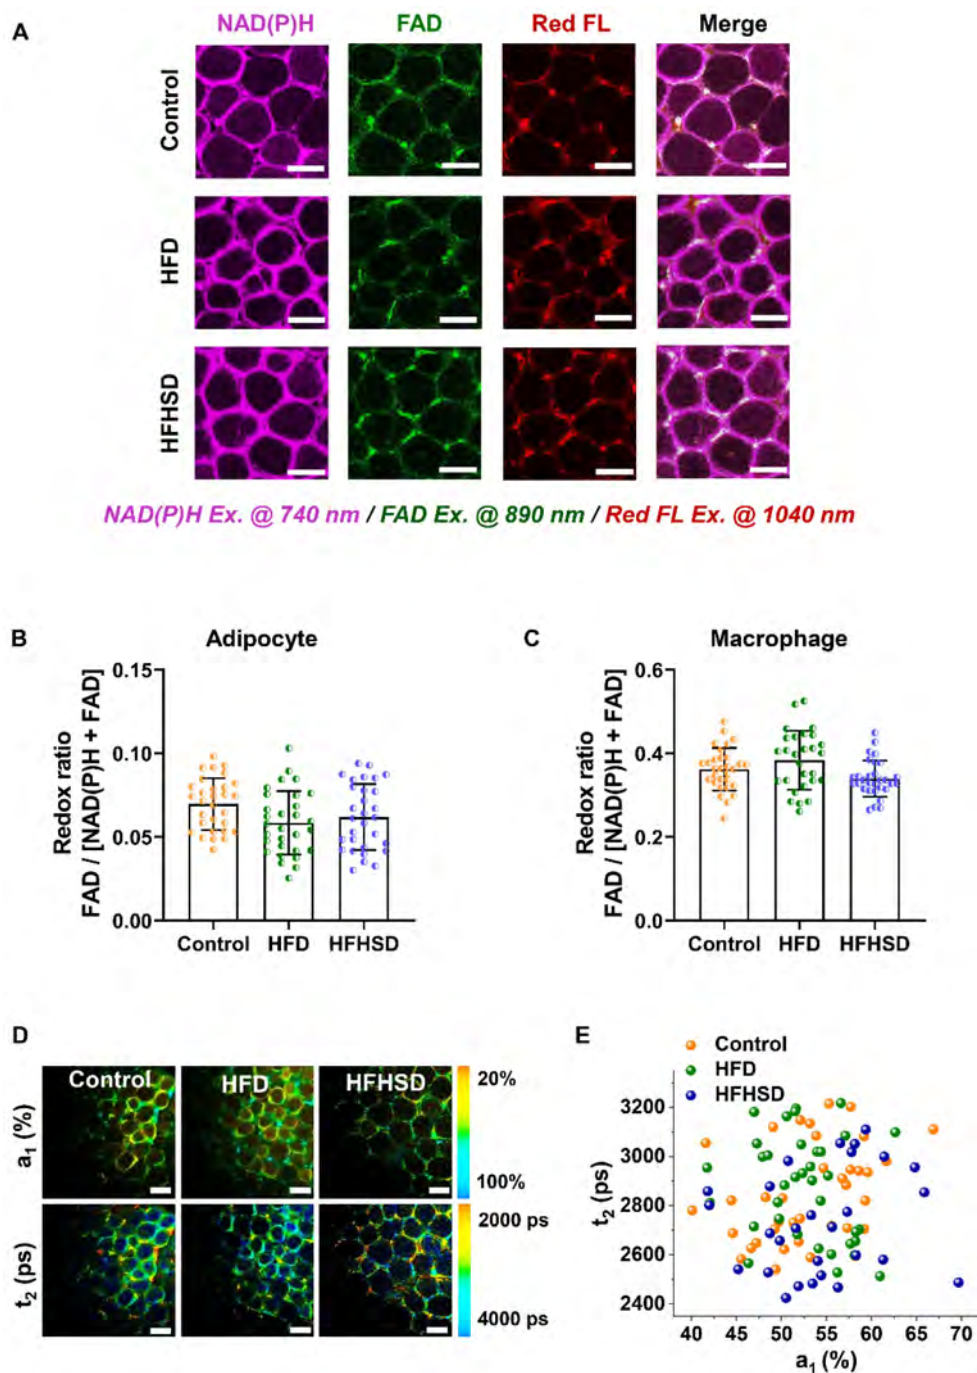 A
NAD(P)H FAD Red FL Merge
Control
HFD
HFHSD
NAD(P)H Ex. @ 740 nm / FAD Ex. @ 890 nm / Red FL Ex. @ 1040 nm
B Adipocyte
Redox ratio
FAD / [NAD(P)H + FAD]
0.15
0.10
0.05
0.00
Control HFD HFHSD
C Macrophage
Redox ratio
FAD / [NAD(P)H + FAD]
0.6
0.4
0.2
0.0
Control HFD HFHSD
D
Control HFD HFHSD
a₁ (%)
20%
100%
t₂ (ps)
2000 ps
4000 ps
E
Control
HFD
HFHSD
t₂ (ps)
3200
3000
2800
2600
2400
40 45 50 55 60 65 70
a₁ (%)